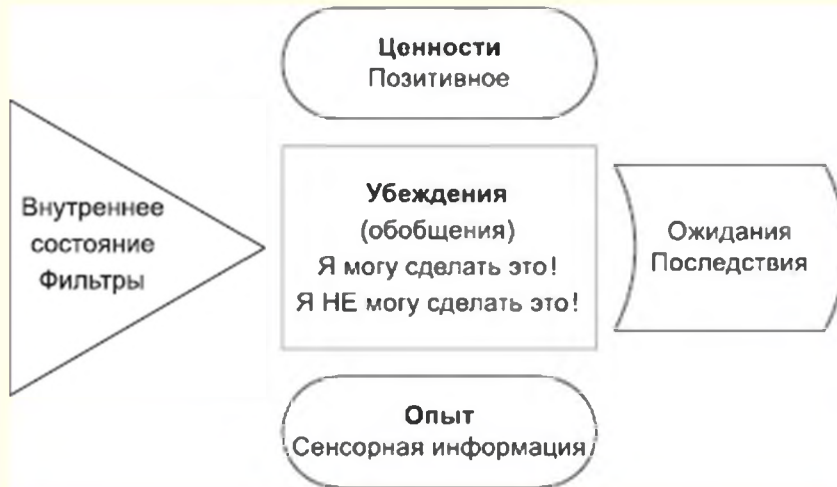 Ценности
Позитивное
Внутреннее
состояние
Фильтры
Убеждения
(обобщения)
Я могу сделать это!
Я НЕ могу сделать это!
Ожидания
Последствия
Опыт
Сенсорная информация